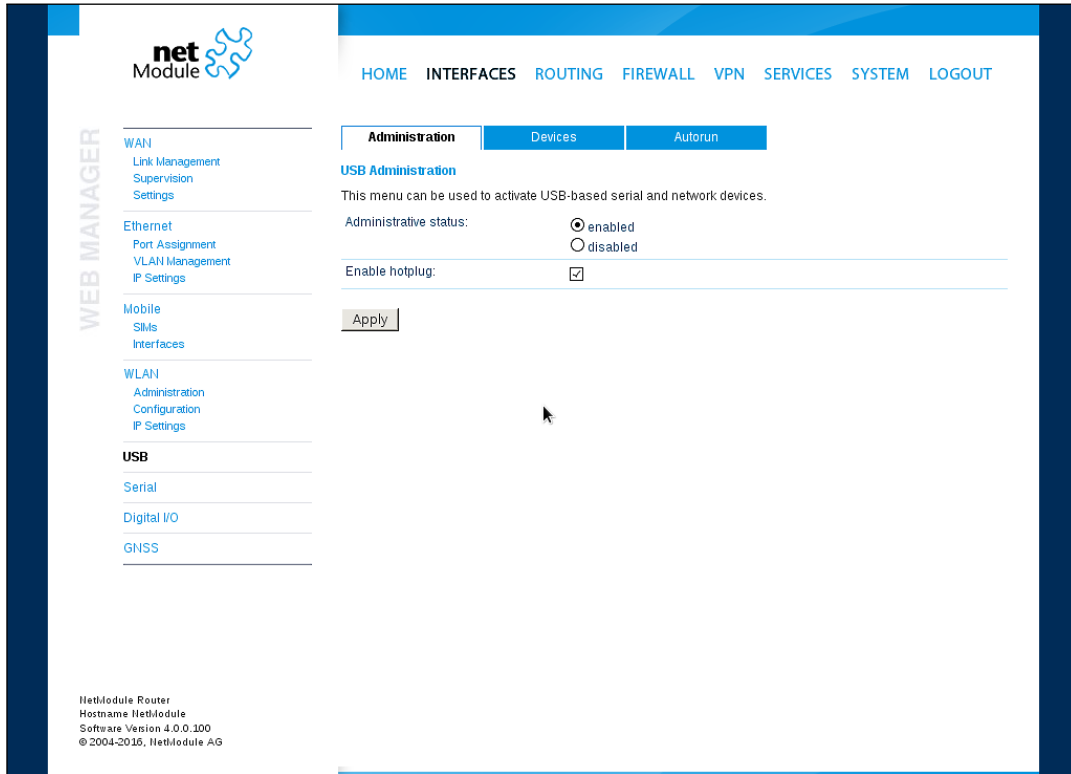 net
Module
HOME INTERFACES ROUTING FIREWALL VPN SERVICES SYSTEM LOGOUT
WEB MANAGER
WAN
Link Management
Supervision
Settings
Ethernet
Port Assignment
VLAN Management
IP Settings
Mobile
SIMs
Interfaces
WLAN
Administration
Configuration
IP Settings
USB
Serial
Digital I/O
GNSS
Administration Devices Autorun
USB Administration
This menu can be used to activate USB-based serial and network devices.
Administrative status: enabled
disabled
Enable hotplug:
Apply
NetModule Router
Hostname NetModule
Software Version 4.0.0.100
© 2004-2016, NetModule AG